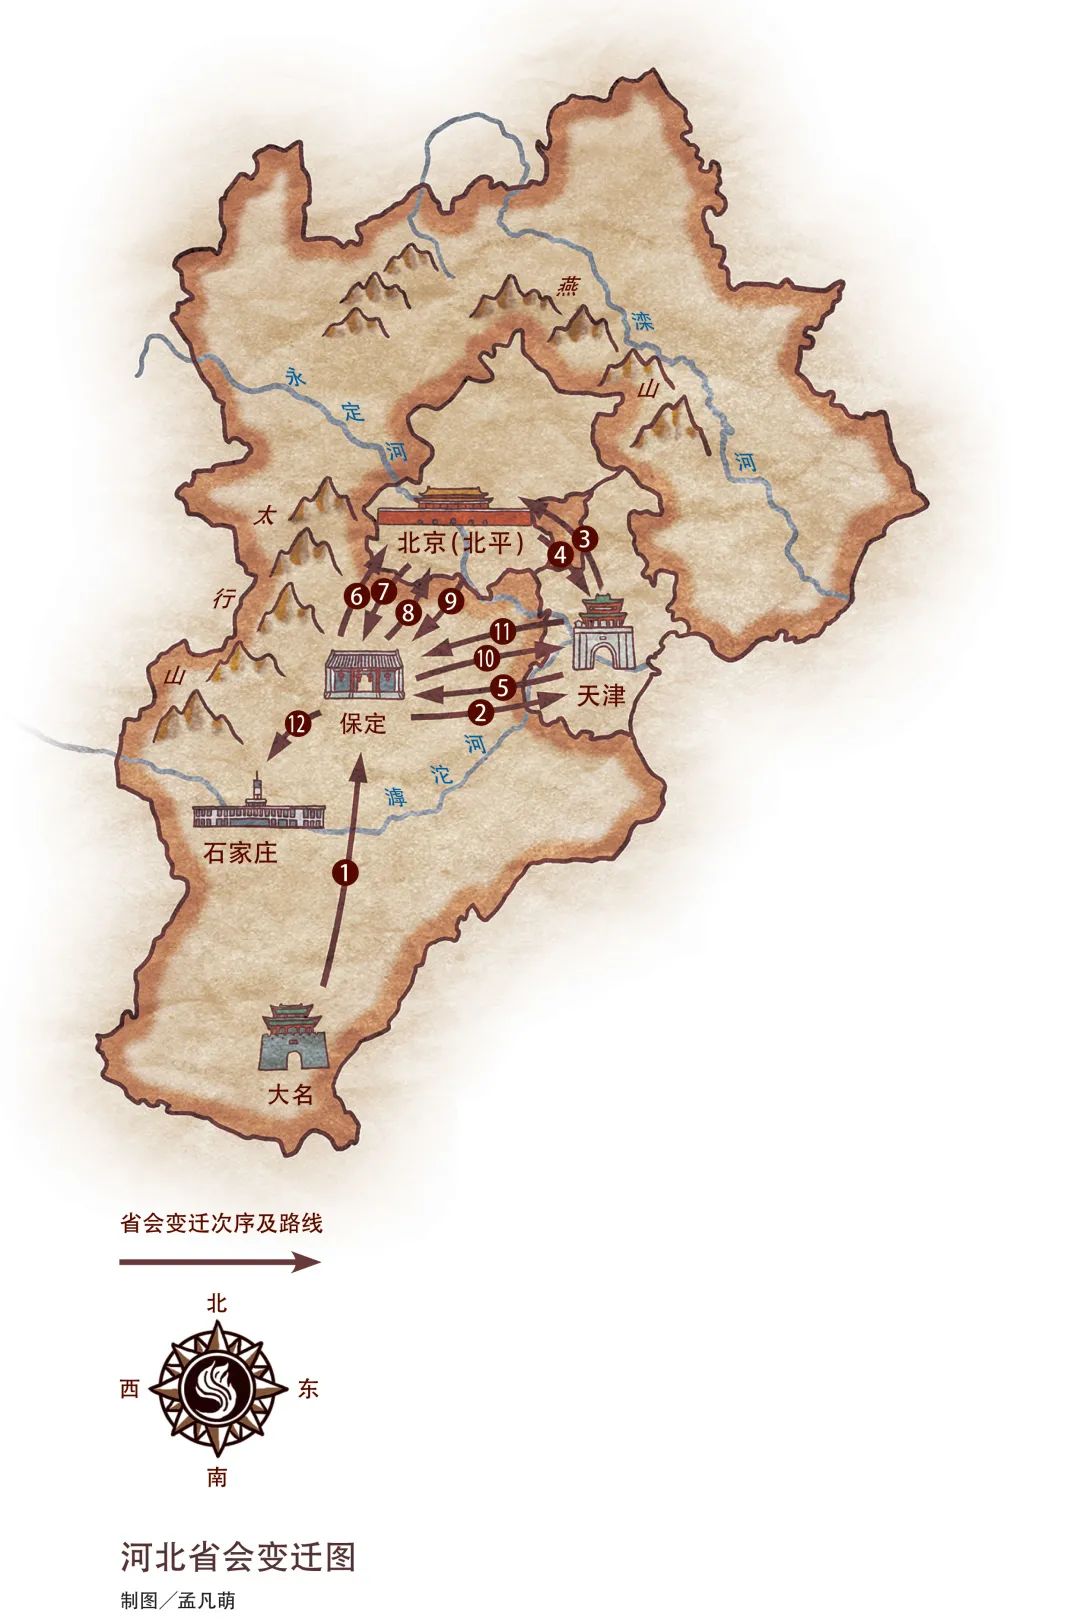 燕
山
滦
河
永
定
河
太
行
山
北京(北平)
3
4
6
7
8
9
11
10
5
2
12
天津
保定
滹
沱
河
石家庄
1
大名
省会变迁次序及路线
北
西
东
南
河北省会变迁图
制图／孟凡萌